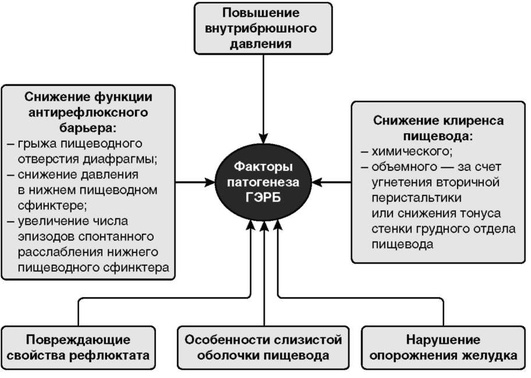 Повышение
внутрибрюшного
давления
Снижение функции
антирефлюксного
барьера:
– грыжа пищеводного
отверстия диафрагмы;
– снижение давления
в нижнем пищеводном
сфинктере;
– увеличение числа
эпизодов спонтанного
расслабления нижнего
пищеводного сфинктера
Факторы
патогенеза
ГЭРБ
Снижение клиренса
пищевода:
– химического;
– объемного — за счет
угнетения вторичной
перистальтики
или снижения тонуса
стенки грудного отдела
пищевода
Повреждающие
свойства рефлюктата
Особенности слизистой
оболочки пищевода
Нарушение
опорожнения желудка